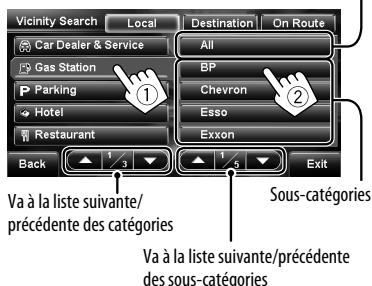 Vicinity Search Local Destination On Route
Car Dealer & Service All
Gas Station BP
Parking Chevron
Hotel Esso
Restaurant Exxon
Back 1/3 1/5 Exit
1
2
Va à la liste suivante/
précédente des catégories
Sous-catégories
Va à la liste suivante/précédente
des sous-catégories